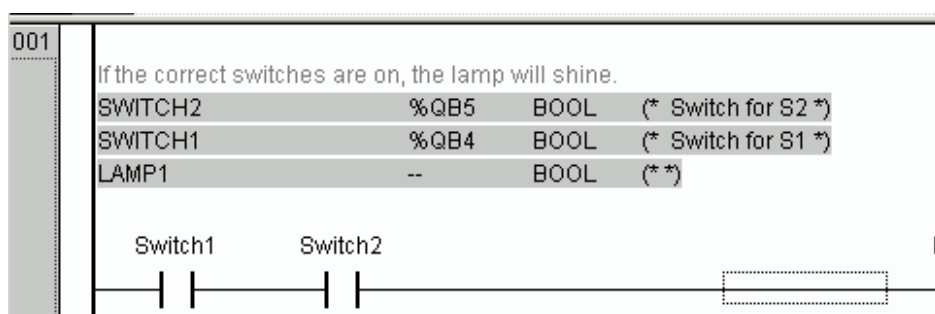 001
If the correct switches are on, the lamp will shine.
SWITCH2 %QB5 BOOL (* Switch for S2 *)
SWITCH1 %QB4 BOOL (* Switch for S1 *)
LAMP1 -- BOOL (* *)
Switch1 Switch2